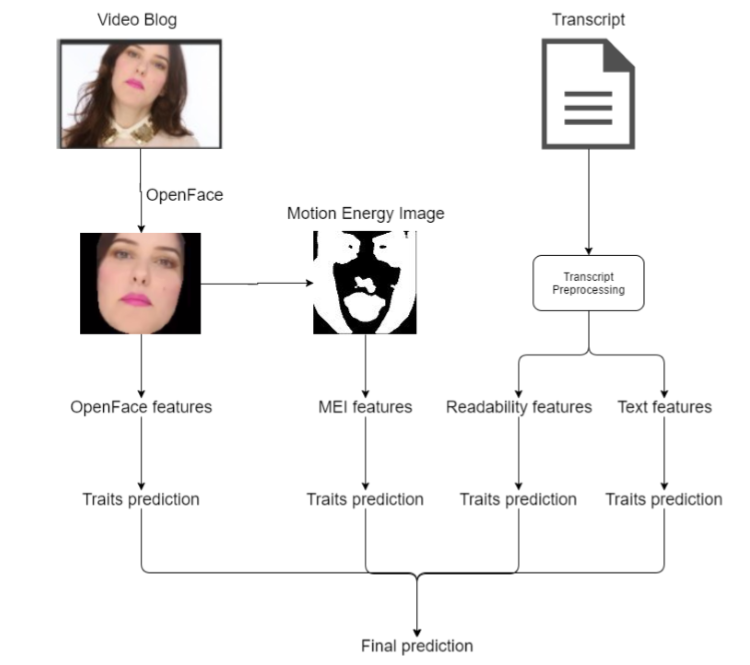 Video Blog
Transcript
OpenFace
Motion Energy Image
Transcript
Preprocessing
OpenFace features
MEI features
Readability features
Text features
Traits prediction
Traits prediction
Traits prediction
Traits prediction
Final prediction